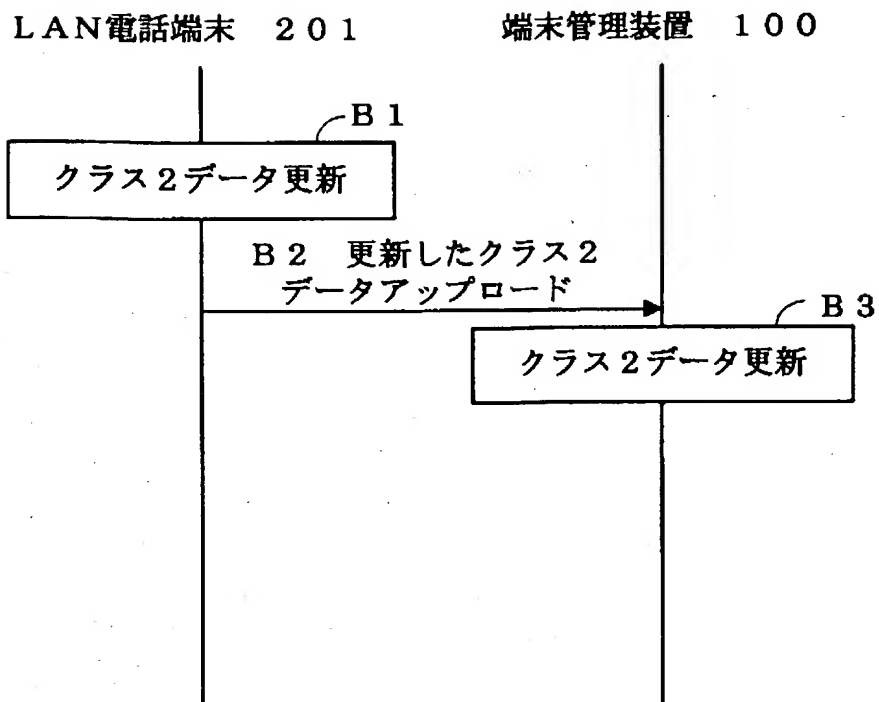 LAN電話端末 201
端末管理装置 100
B1
クラス2データ更新
B2 更新したクラス2
データアップロード
B3
クラス2データ更新